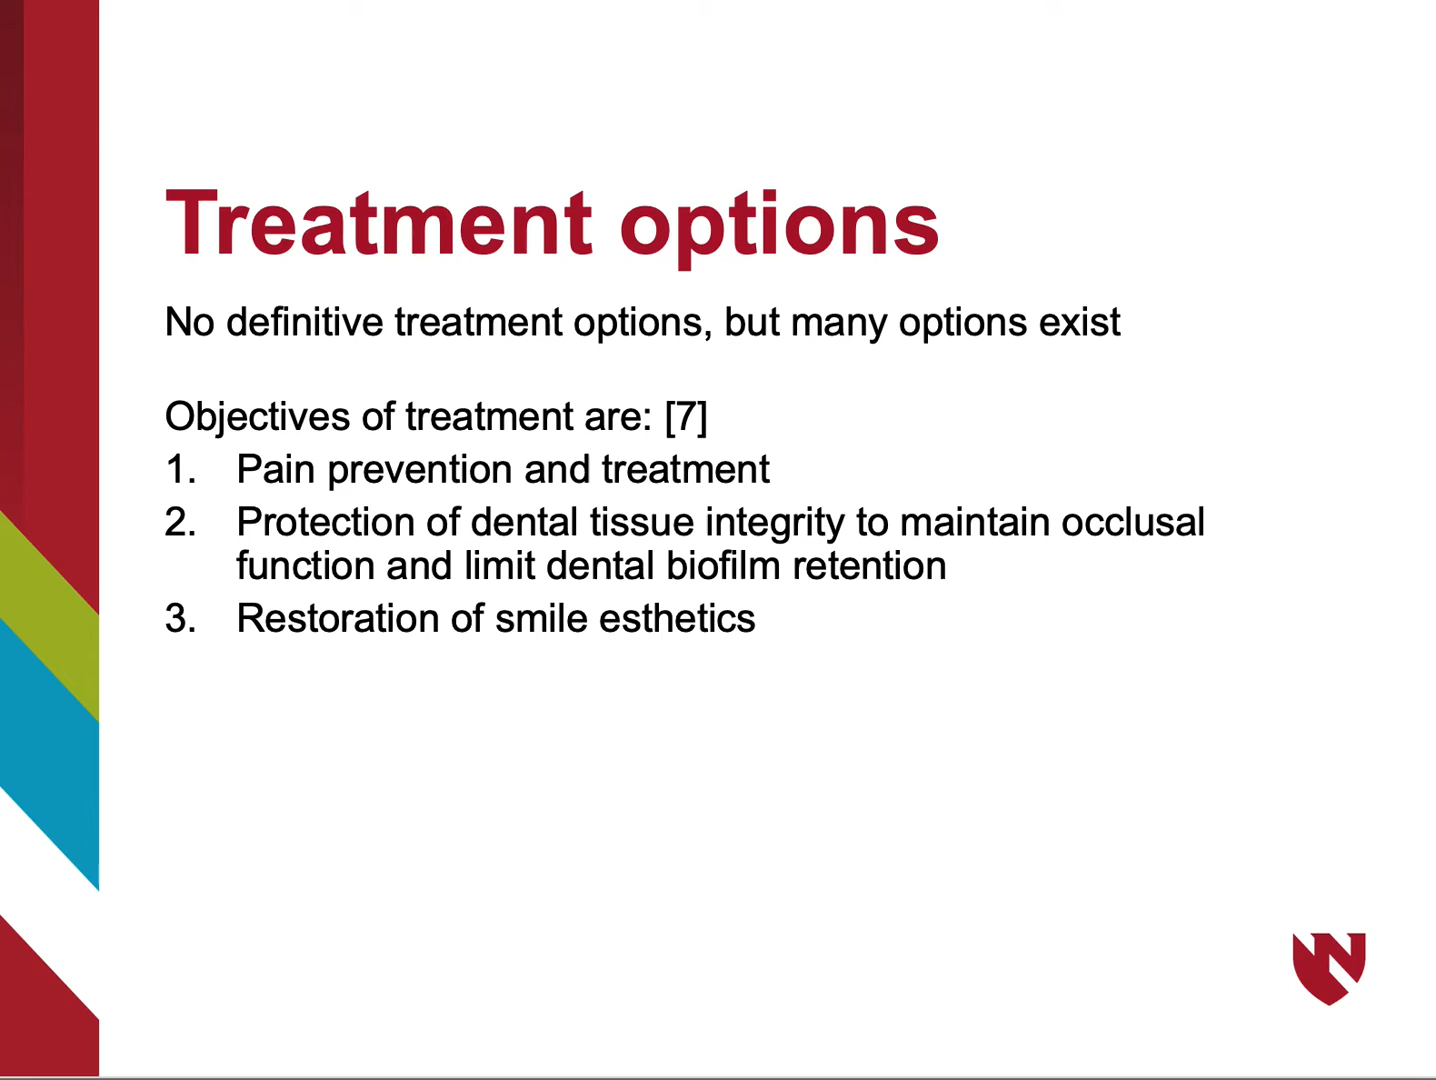 Treatment options
No definitive treatment options, but many options exist
Objectives of treatment are: [7]
1. Pain prevention and treatment
2. Protection of dental tissue integrity to maintain occlusal
function and limit dental biofilm retention
3. Restoration of smile esthetics